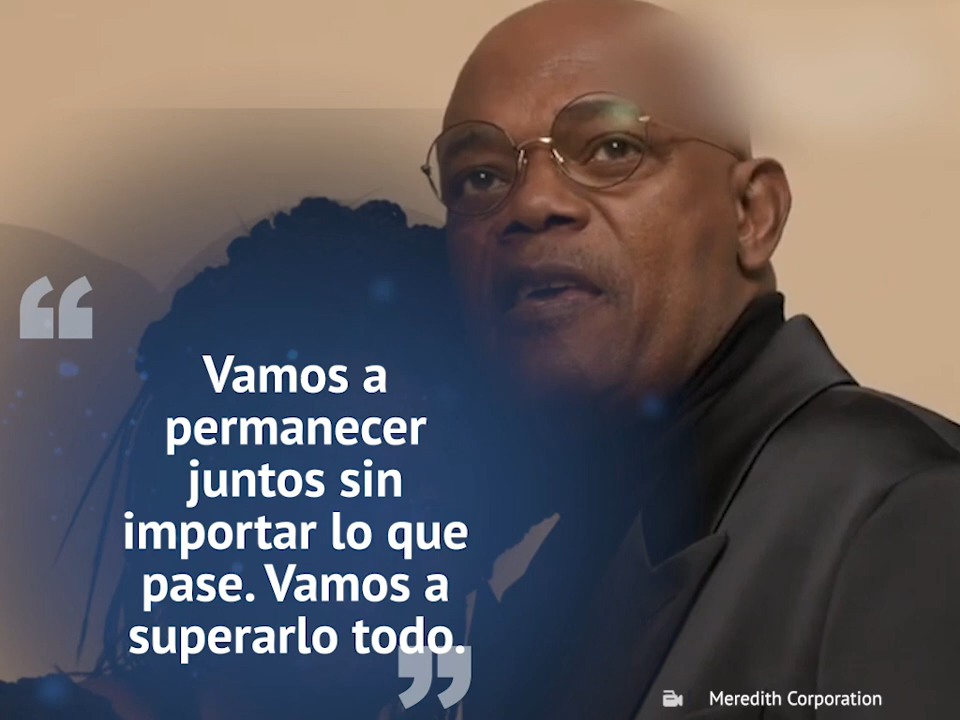 “
Vamos a
permanecer
juntos sin
importar lo que
pase. Vamos a
superarlo todo.
”
Meredith Corporation